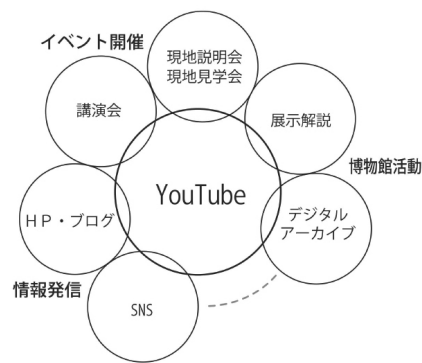 イベント開催
現地説明会
現地見学会
講演会
展示解説
博物館活動
YouTube
デジタル
アーカイブ
HP・ブログ
情報発信
SNS